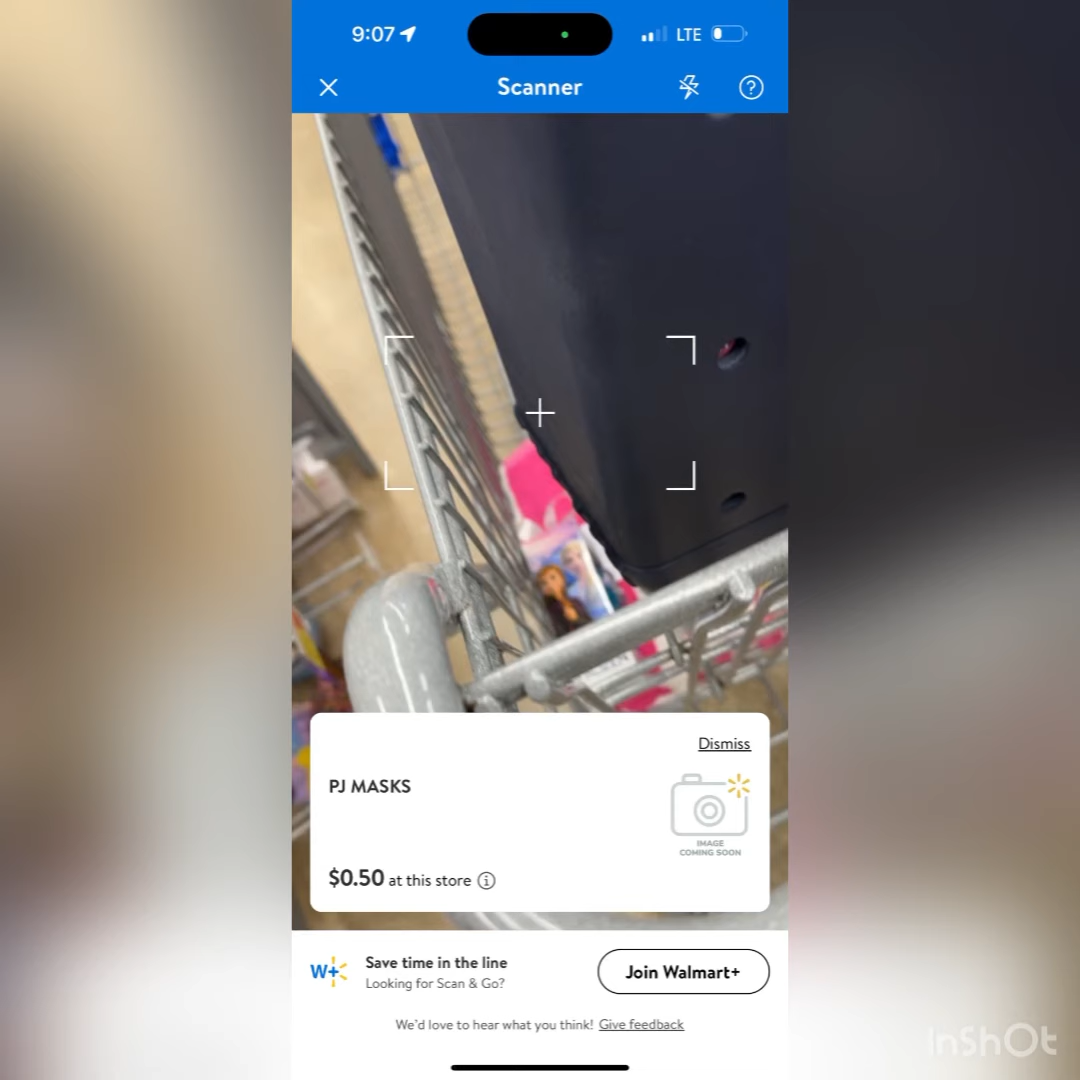 9:07
LTE
Scanner
Dismiss
PJ MASKS
IMAGE
COMING SOON
$0.50 at this store
W+
Save time in the line
Looking for Scan & Go?
Join Walmart+
We'd love to hear what you think! Give feedback
InShOt